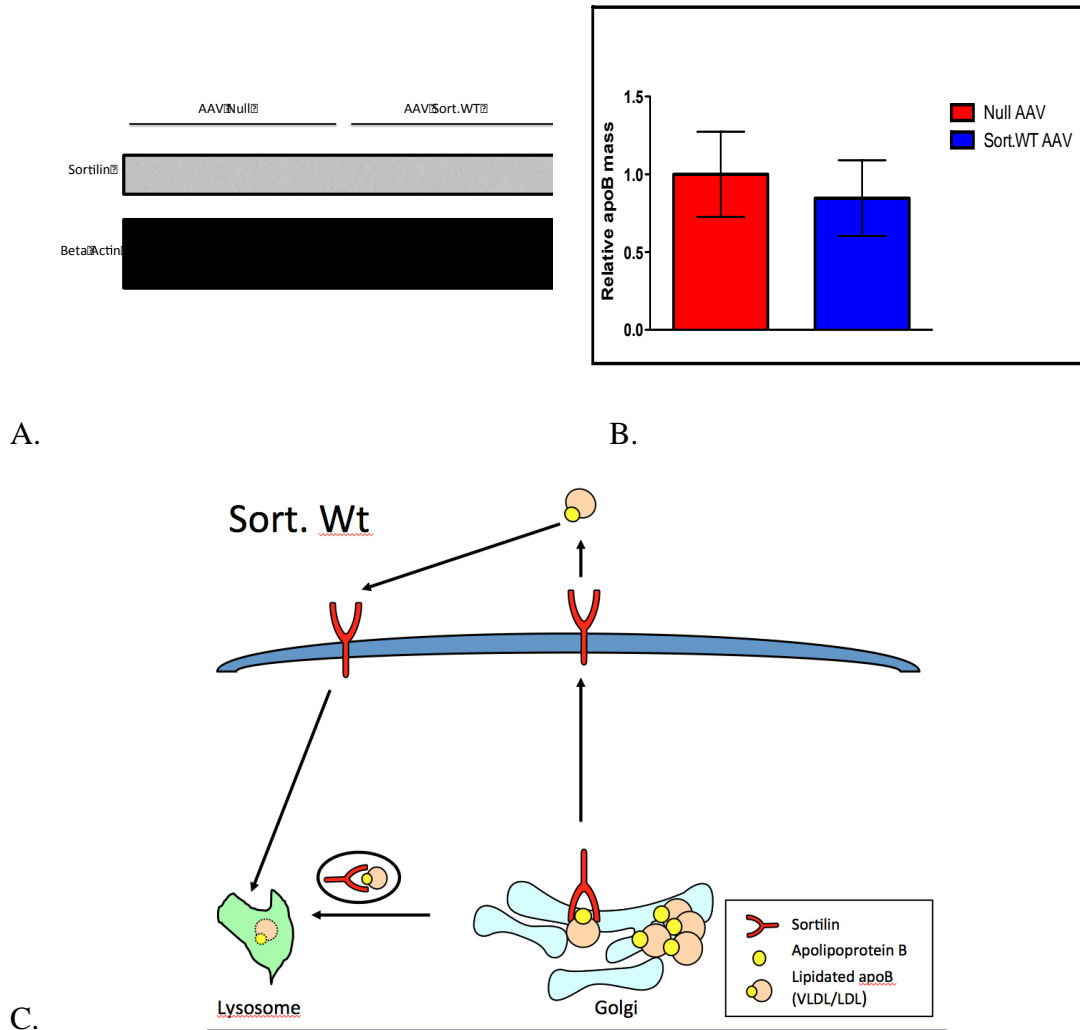 AAV Null
AAV Sort.WT
Sortilin
Beta Actin
1.5
1.0
0.5
0.0
Relative apoB mass
Null AAV
Sort.WT AAV
A.
B.
Sort. Wt
Lysosome
Golgi
Sortilin
Apolipoprotein B
Lipidated apoB
(VLDL/LDL)
C.